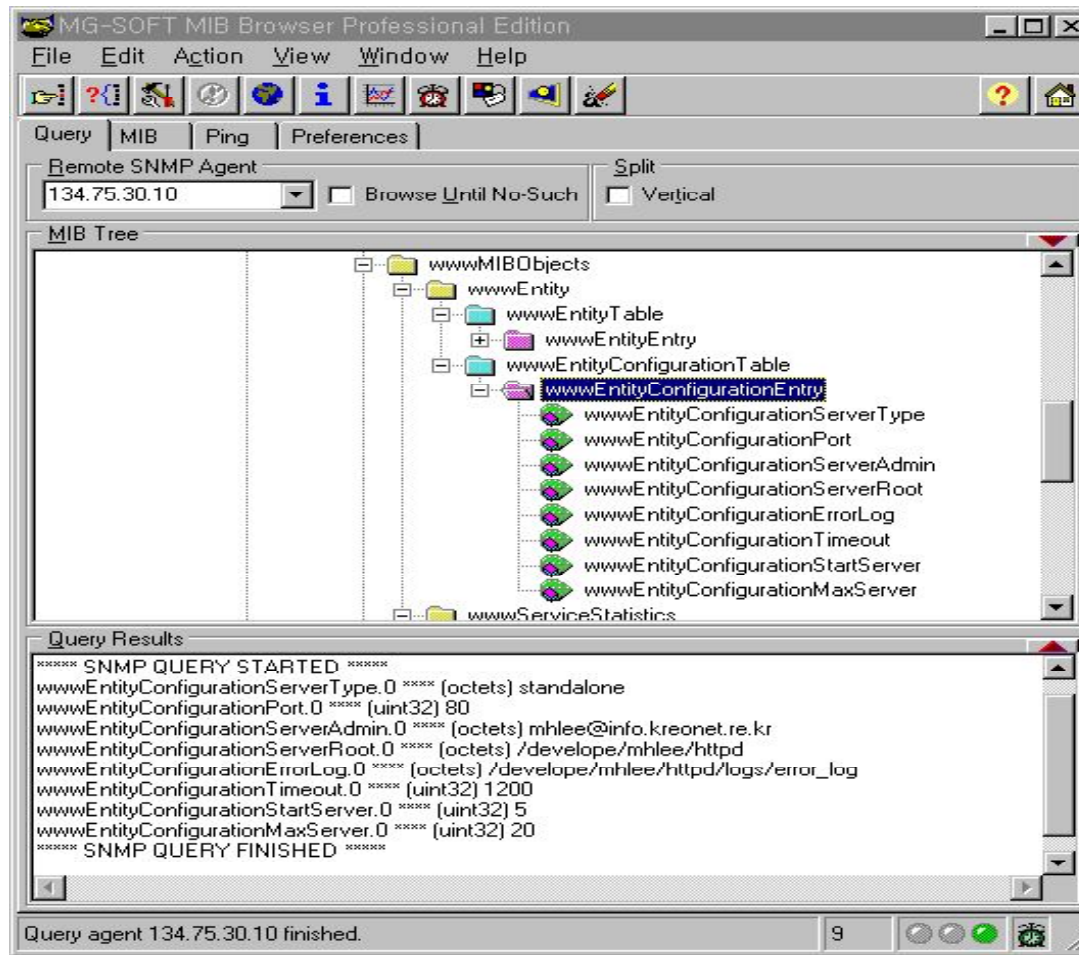 MG-SOFT MIB Browser Professional Edition
File Edit Action View Window Help
Query MIB Ping Preferences
Remote SNMP Agent
Split
134.75.30.10
Browse Until No-Such
Vertical
MIB Tree
wwwMIBObjects
wwwEntity
wwwEntityTable
wwwEntityEntry
wwwEntityConfigurationTable
wwwEntityConfigurationEntry
wwwEntityConfigurationServerType
wwwEntityConfigurationPort
wwwEntityConfigurationServerAdmin
wwwEntityConfigurationServerRoot
wwwEntityConfigurationErrorLog
wwwEntityConfigurationTimeout
wwwEntityConfigurationStartServer
wwwEntityConfigurationMaxServer
wwwServiceStatistics
Query Results
***** SNMP QUERY STARTED *****
wwwEntityConfigurationServerType.0 **** (octets) standalone
wwwEntityConfigurationPort.0 **** (uint32) 80
wwwEntityConfigurationServerAdmin.0 **** (octets) mhlee@info.kreonet.re.kr
wwwEntityConfigurationServerRoot.0 **** (octets) /develope/mhlee/httpd
wwwEntityConfigurationErrorLog.0 **** (octets) /develope/mhlee/httpd/logs/error_log
wwwEntityConfigurationTimeout.0 **** (uint32) 1200
wwwEntityConfigurationStartServer.0 **** (uint32) 5
wwwEntityConfigurationMaxServer.0 **** (uint32) 20
***** SNMP QUERY FINISHED *****
Query agent 134.75.30.10 finished.
9